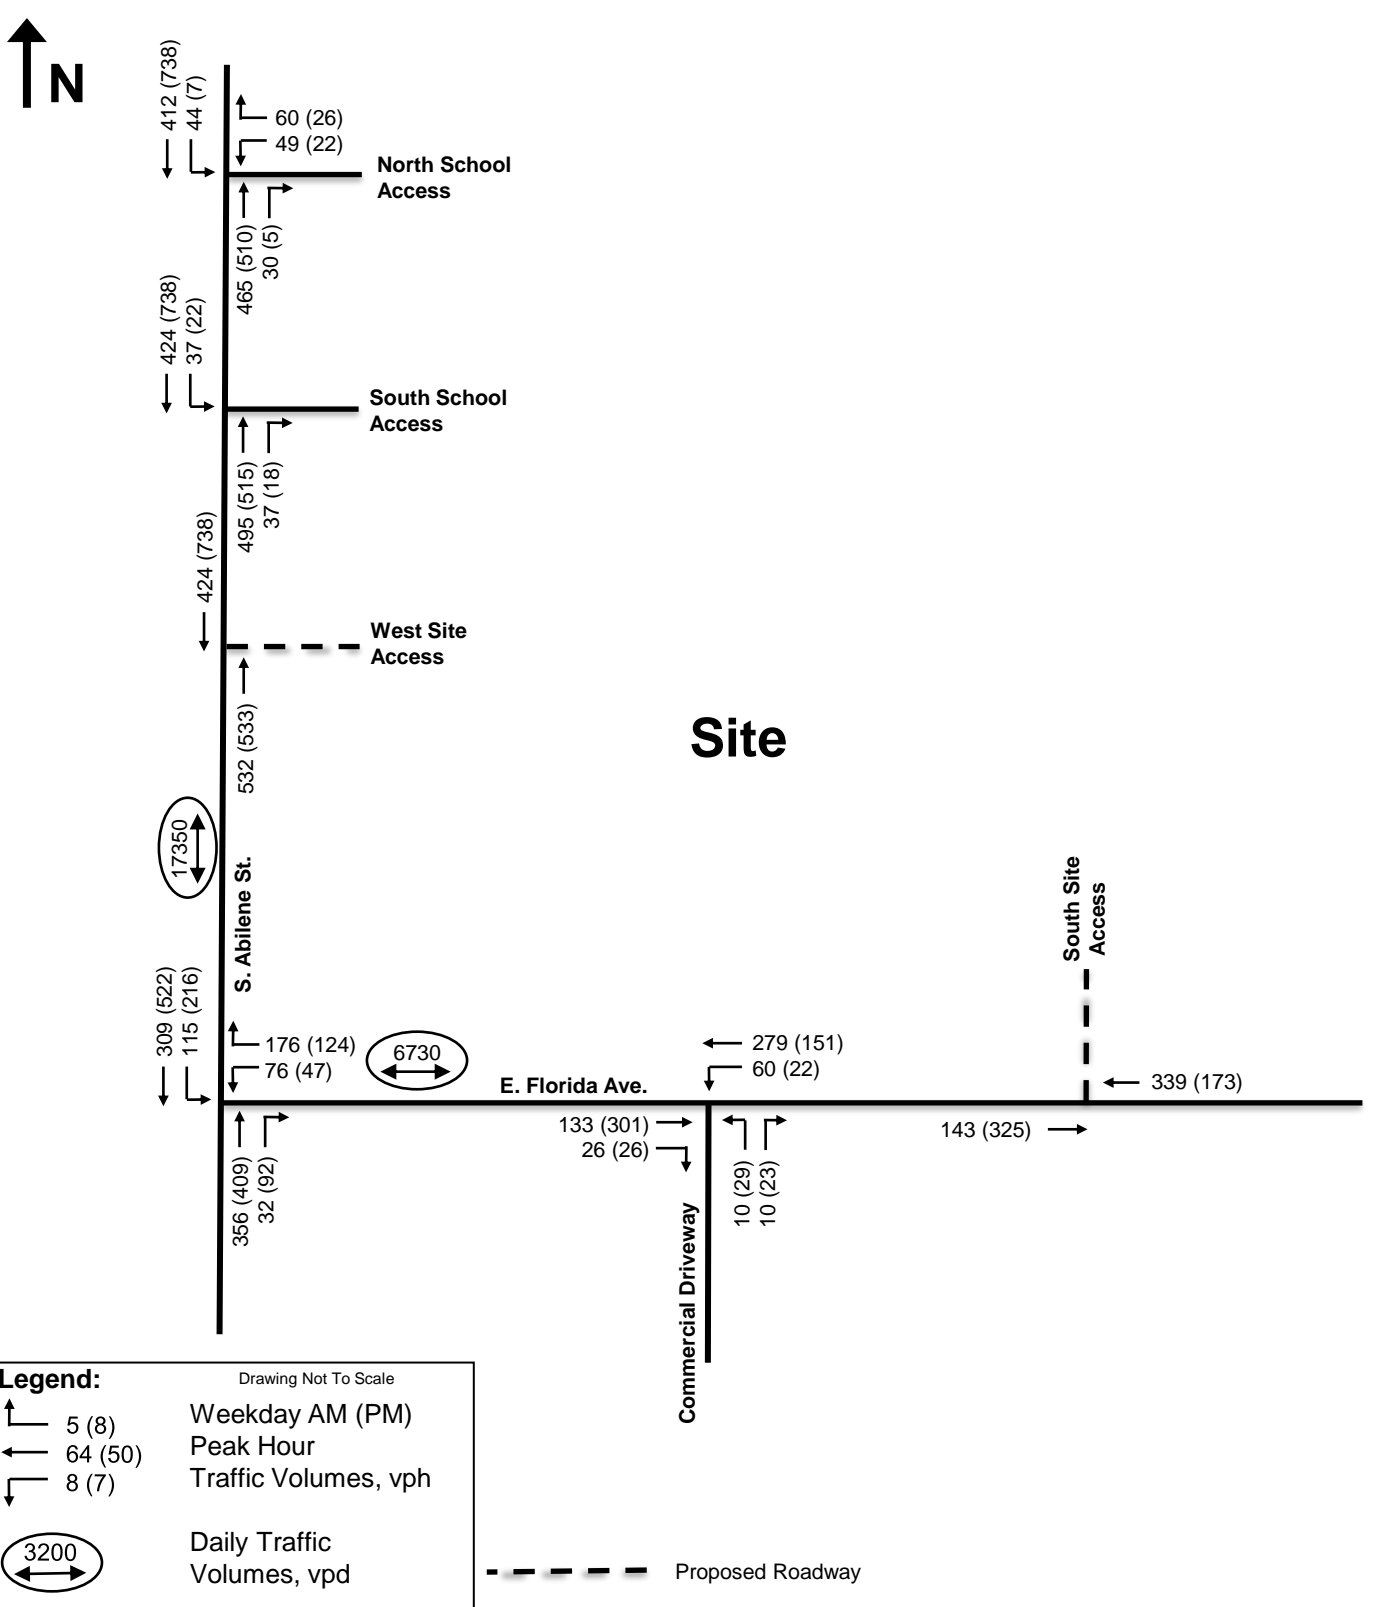 N
412 (738)
44 (7)
60 (26)
49 (22)
North School
Access
465 (510)
30 (5)
424 (738)
37 (22)
South School
Access
495 (515)
37 (18)
424 (738)
West Site
Access
532 (533)
Site
17350
S. Abilene St.
South Site
Access
309 (522)
115 (216)
176 (124)
76 (47)
6730
E. Florida Ave.
279 (151)
60 (22)
339 (173)
133 (301)
26 (26)
143 (325)
356 (409)
32 (92)
10 (29)
10 (23)
Commercial Driveway
Legend:
Drawing Not To Scale
5 (8)
64 (50)
8 (7)
Weekday AM (PM)
Peak Hour
Traffic Volumes, vph
3200
Daily Traffic
Volumes, vpd
Proposed Roadway